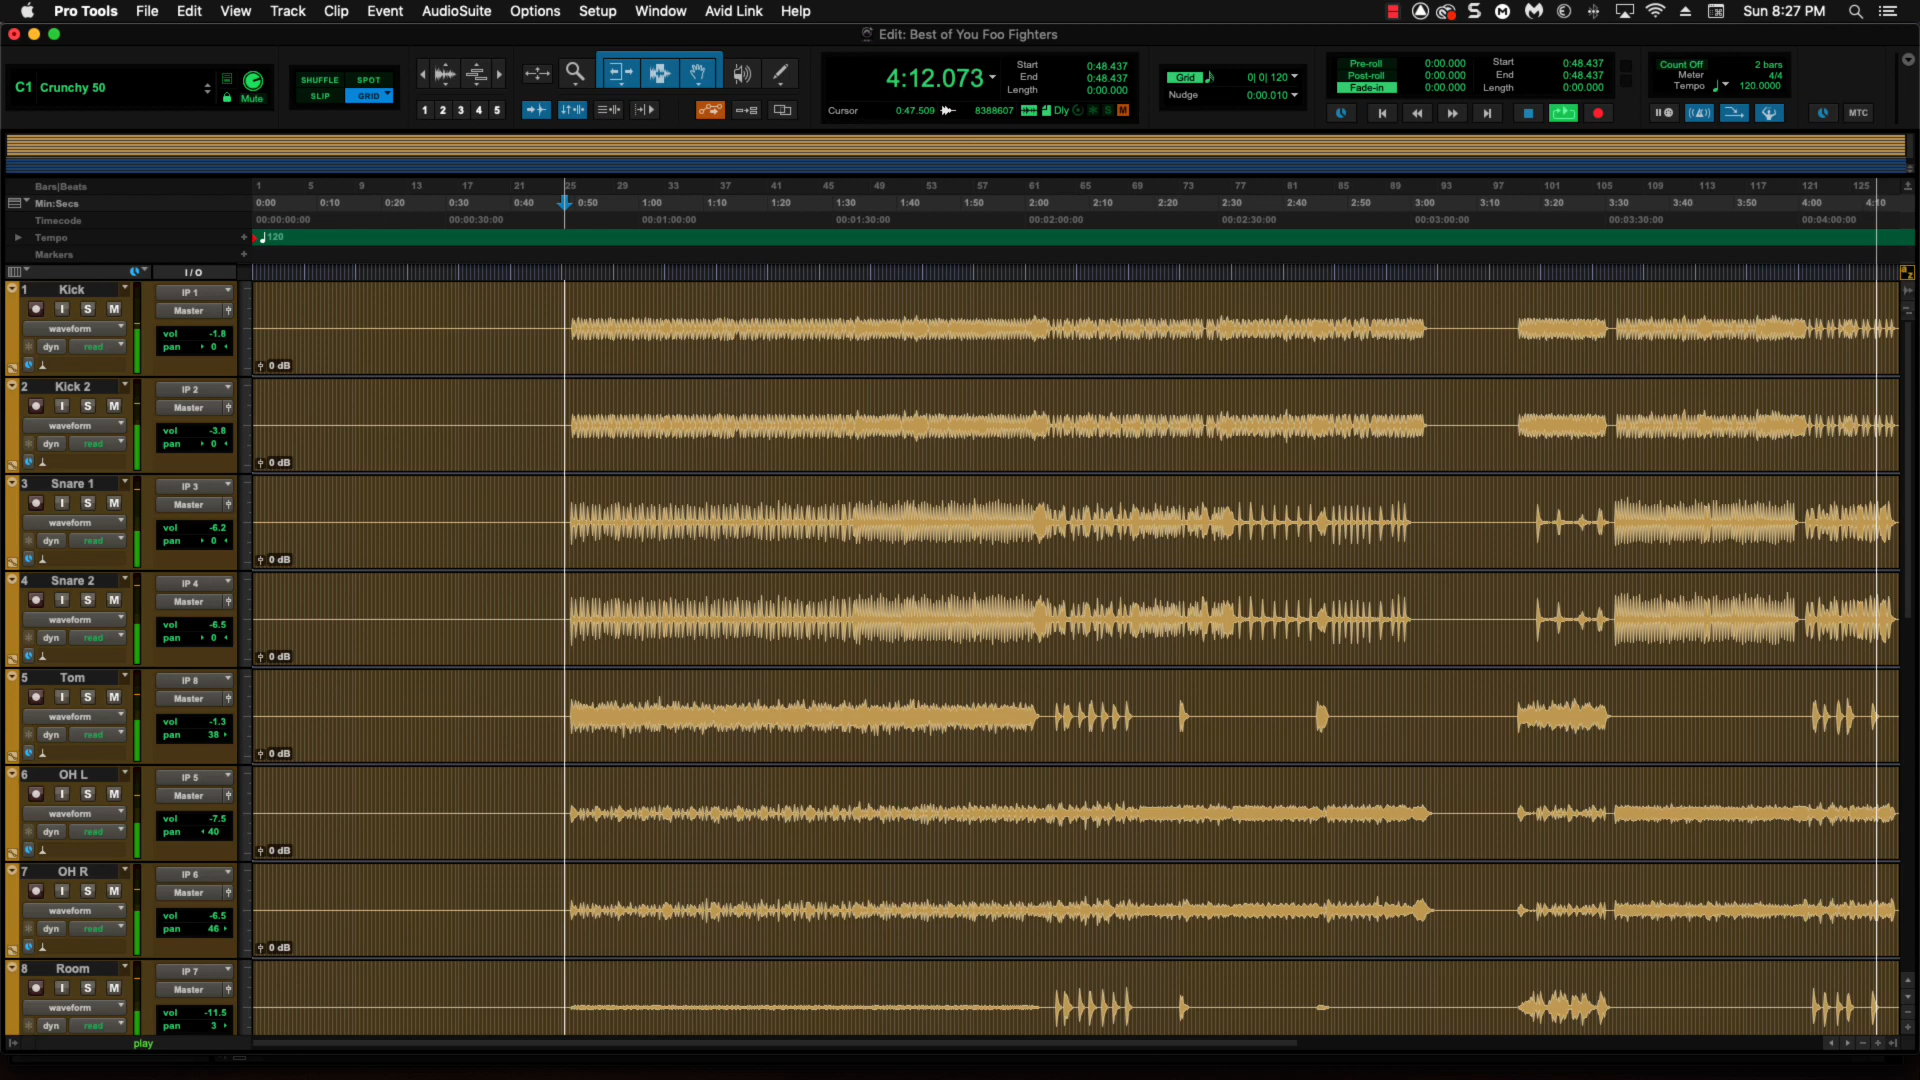 Pro Tools File Edit View Track Clip Event AudioSuite Options Setup Window Avid Link Help Sun 8:27 PM
Edit: Best of You Foo Fighters
C1 Crunchy 50 Mute
SHUFFLE SPOT
SLIP GRID
1 2 3 4 5
4:12.073
Start 0:48.437
End 0:48.437
Length 0:00.000
Cursor 0:47.509 8388607 Dly S M
Grid 0| 0| 120
Nudge 0:00.010
Pre-roll 0:00.000 Start 0:48.437
Post-roll 0:00.000 End 0:48.437
Fade-in 0:00.000 Length 0:00.000
Count Off 2 bars
Meter 4/4
Tempo 120.0000
MTC
Bars|Beats 1 5 9 13 17 21 25 29 33 37 41 45 49 53 57 61 65 69 73 77 81 85 89 93 97 101 105 109 113 117 121 125
Min:Secs 0:00 0:10 0:20 0:30 0:40 0:50 1:00 1:10 1:20 1:30 1:40 1:50 2:00 2:10 2:20 2:30 2:40 2:50 3:00 3:10 3:20 3:30 3:40 3:50 4:00 4:10
Timecode 00:00:00:00 00:00:30:00 00:01:00:00 00:01:30:00 00:02:00:00 00:02:30:00 00:03:00:00 00:03:30:00 00:04:00:00
Tempo + 120
Markers +
I / O
a z
1 Kick IP 1
I S M Master
waveform vol -1.8
dyn read pan 0
0 dB
2 Kick 2 IP 2
I S M Master
waveform vol -3.8
dyn read pan 0
0 dB
3 Snare 1 IP 3
I S M Master
waveform vol -6.2
dyn read pan 0
0 dB
4 Snare 2 IP 4
I S M Master
waveform vol -6.5
dyn read pan 0
0 dB
5 Tom IP 8
I S M Master
waveform vol -1.3
dyn read pan 38
0 dB
6 OH L IP 5
I S M Master
waveform vol -7.5
dyn read pan 40
0 dB
7 OH R IP 6
I S M Master
waveform vol -6.5
dyn read pan 46
0 dB
8 Room IP 7
I S M Master
waveform vol -11.5
dyn read pan 3
play